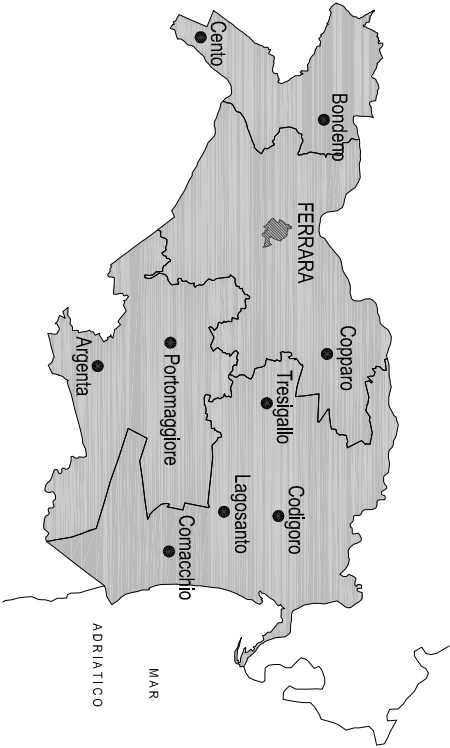 Bondeno
Cento
FERRARA
Copparo
Tresigallo
Portomaggiore
Argenta
Codigoro
Lagosanto
Comacchio
MAR
ADRIATICO